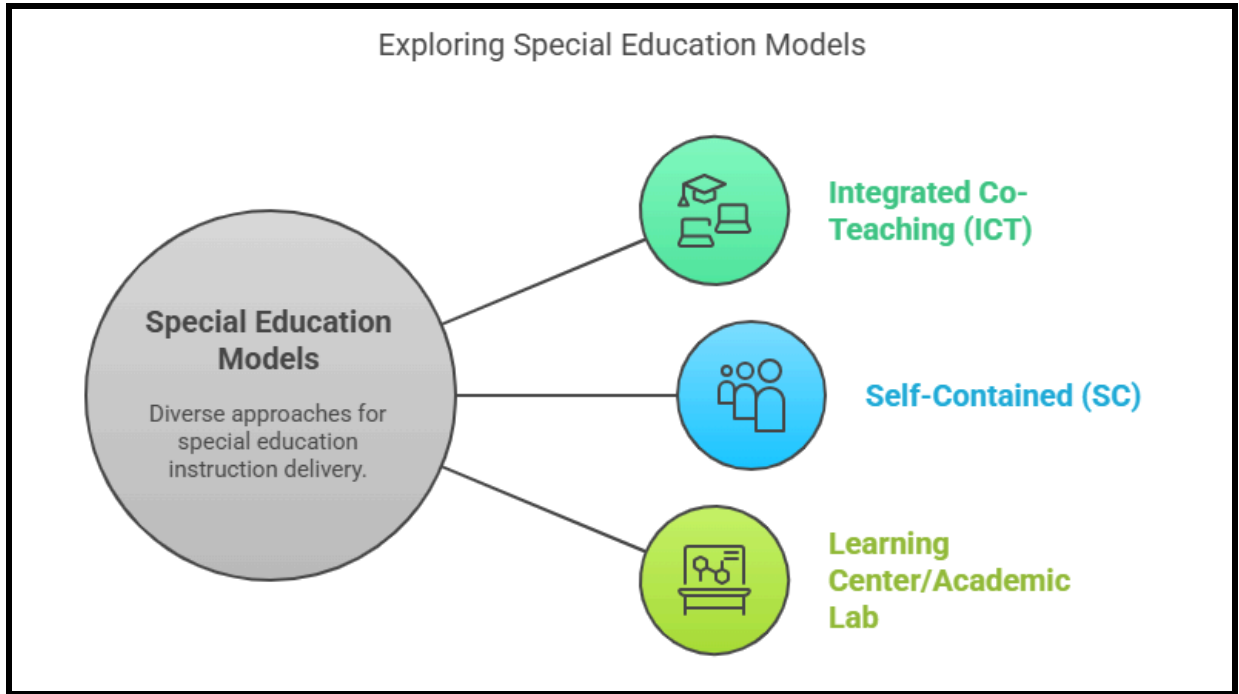 Exploring Special Education Models
Special Education
Models
Diverse approaches for
special education
instruction delivery.
Integrated Co-
Teaching (ICT)
Self-Contained (SC)
Learning
Center/Academic
Lab